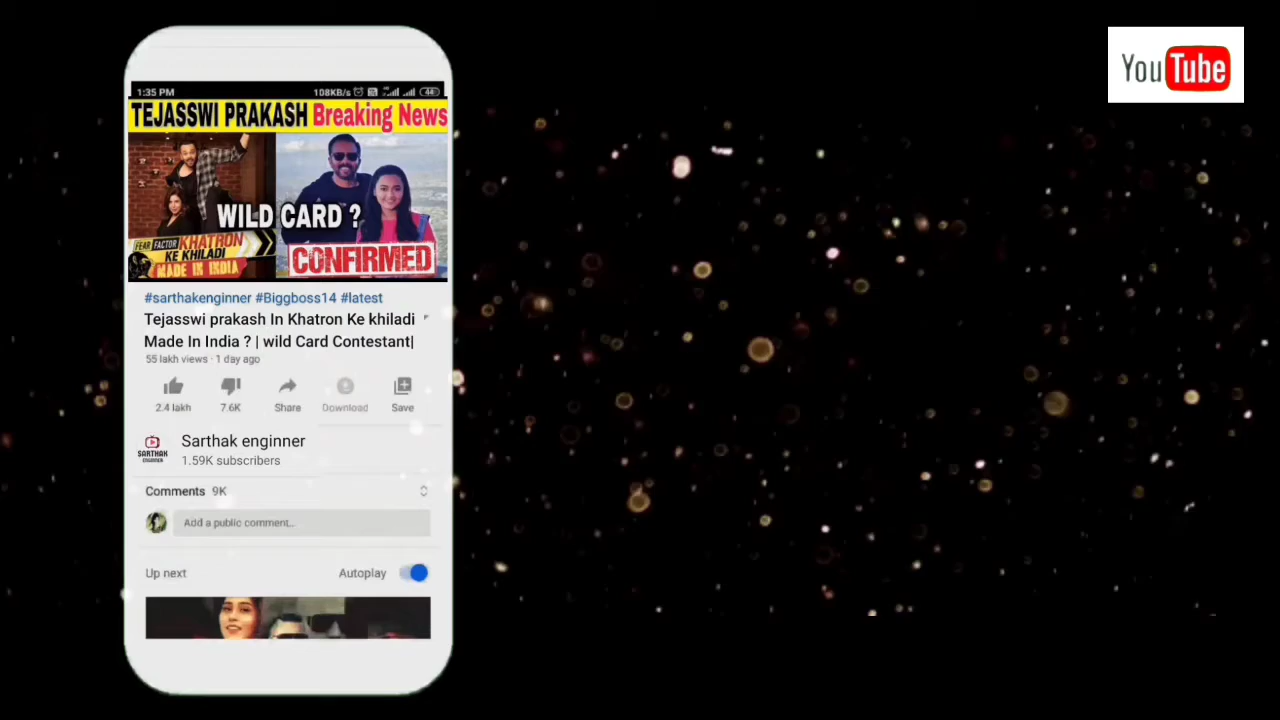 YouTube
1:35 PM 108KB/s 44
TEJASSWI PRAKASH Breaking News
WILD CARD ?
FEAR FACTOR KHATRON
KE KHILADI
MADE IN INDIA
CONFIRMED
#sarthakenginner #Biggboss14 #latest
Tejasswi prakash In Khatron Ke khiladi
Made In India ? | wild Card Contestant|
55 lakh views · 1 day ago
2.4 lakh 7.6K Share Download Save
SARTHAK
ENGINNER
Sarthak enginner
1.59K subscribers
Comments 9K
Add a public comment...
Up next Autoplay